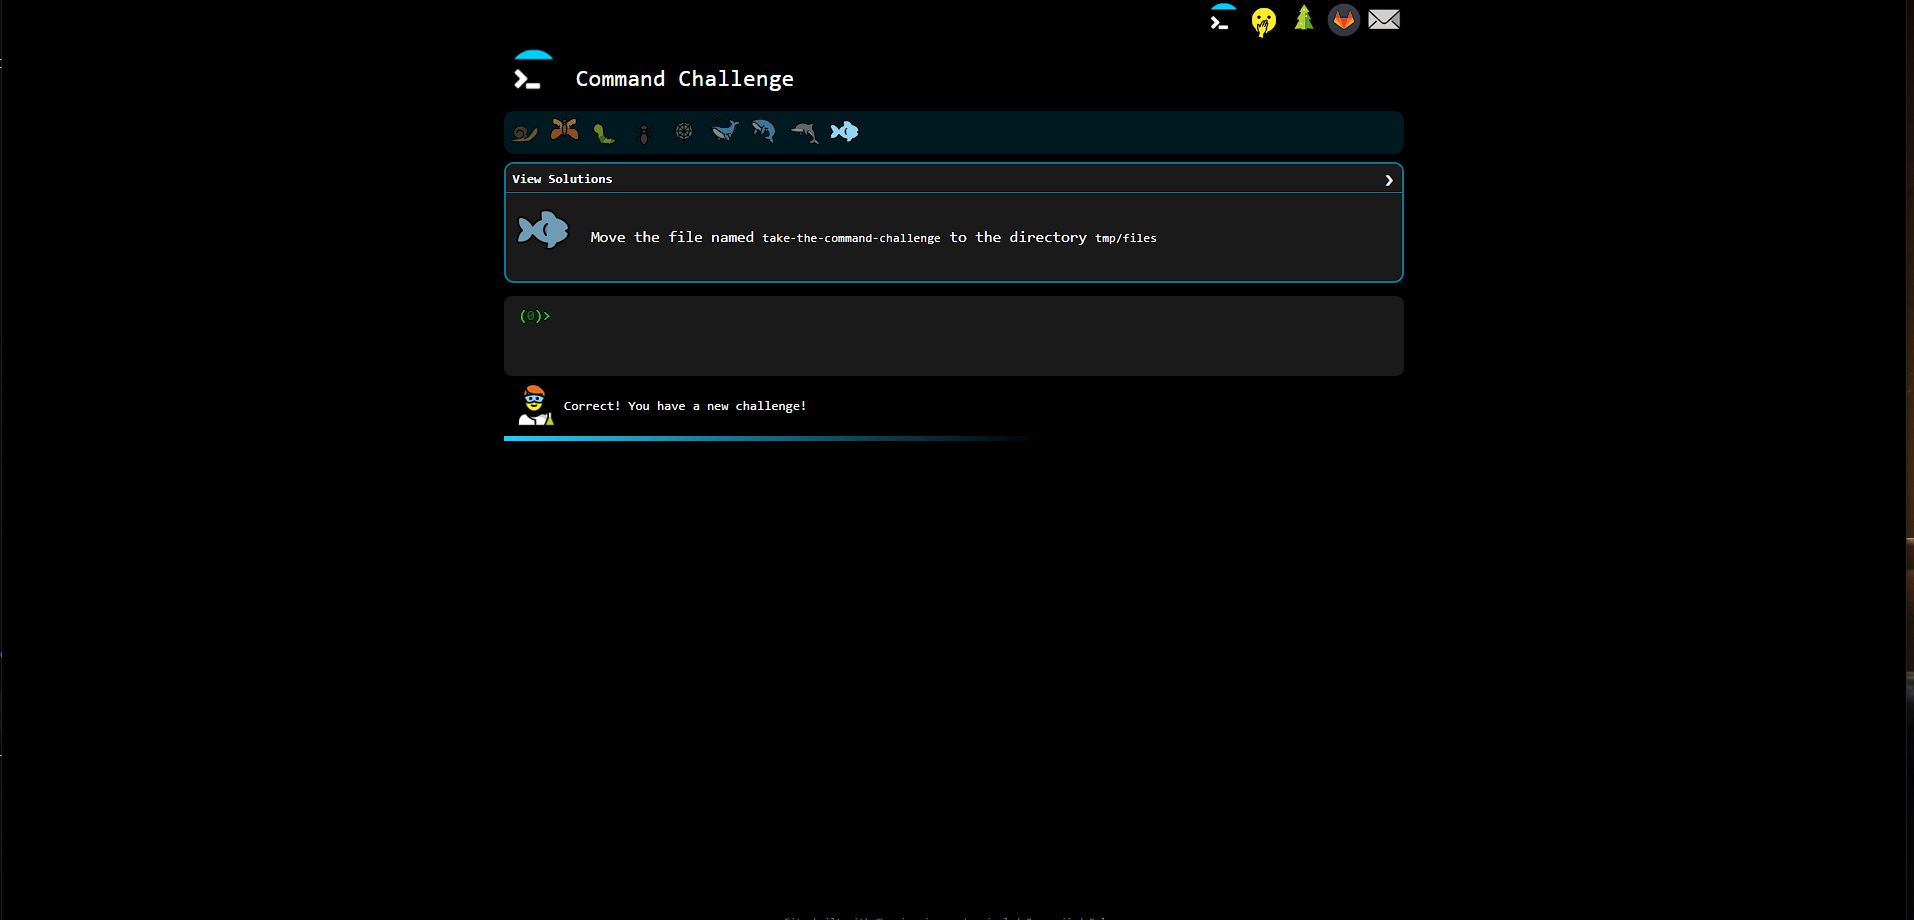 Command Challenge
View Solutions
Move the file named take-the-command-challenge to the directory tmp/files
(0)>
Correct! You have a new challenge!